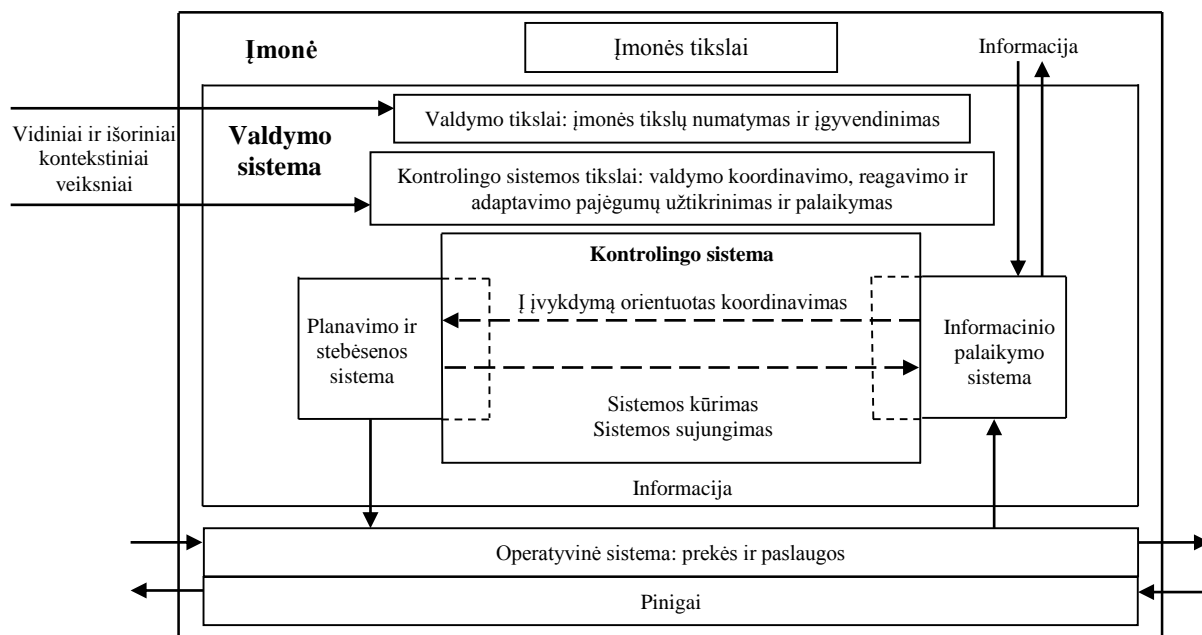 Įmonė
Įmonės tikslai
Informacija
Valdymo tikslai: įmonės tikslų numatymas ir įgyvendinimas
Vidiniai ir išoriniai
kontekstiniai
veiksniai
Valdymo
sistema
Kontrolingo sistemos tikslai: valdymo koordinavimo, reagavimo ir
adaptavimo pajėgumų užtikrinimas ir palaikymas
Kontrolingo sistema
Į įvykdymą orientuotas koordinavimas
Planavimo ir
stebėsenos
sistema
Informacinio
palaikymo
sistema
Sistemos kūrimas
Sistemos sujungimas
Informacija
Operatyvinė sistema: prekės ir paslaugos
Pinigai